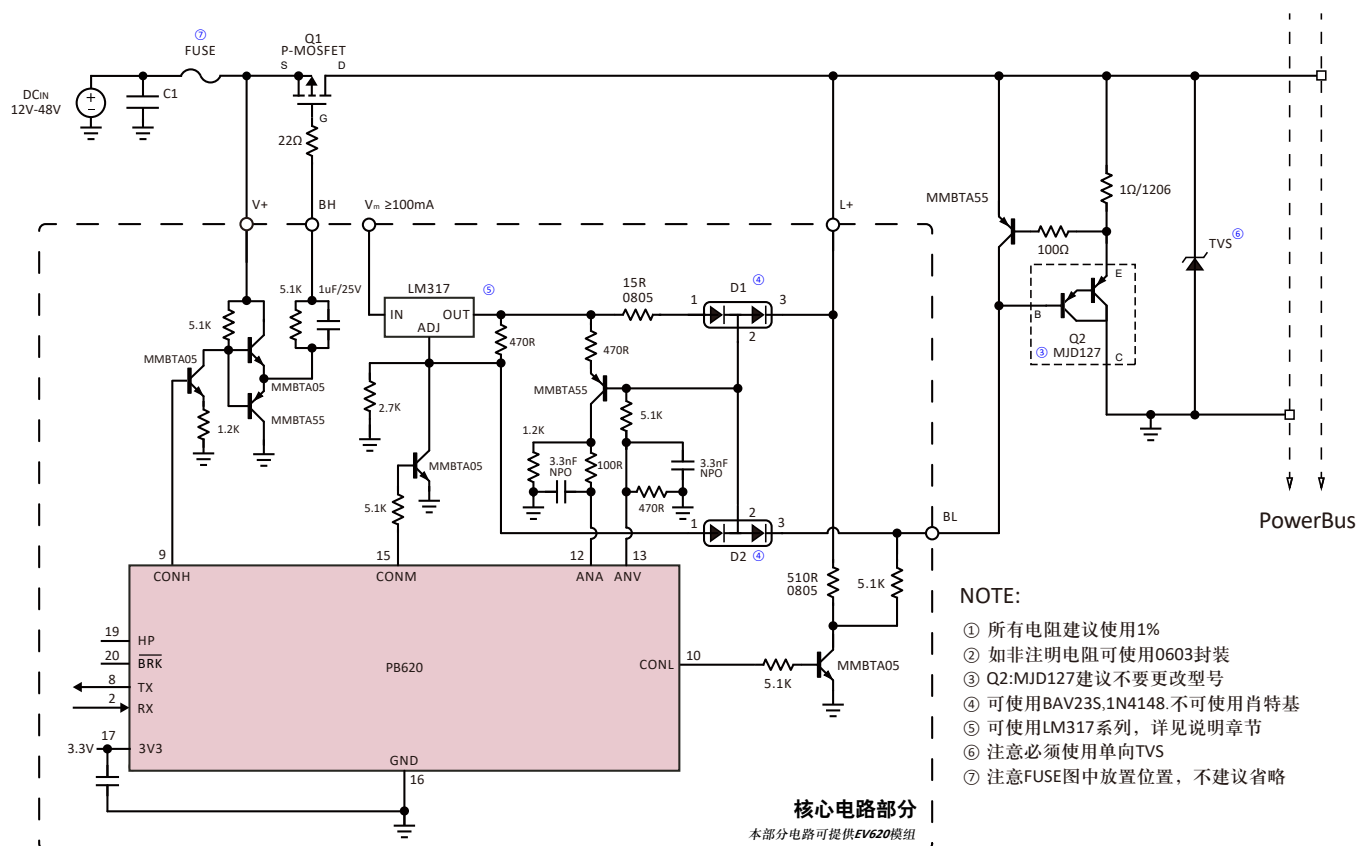 ⑦
FUSE
Q1
P-MOSFET
S
D
G
DCIN
12V-48V
C1
22Ω
V+
BH
Vm ≥100mA
L+
MMBTA55
1Ω/1206
100Ω
TVS ⑥
E
B
Q2
③ MJD127
C
5.1K
1uF/25V
LM317
⑤
IN
OUT
ADJ
15R
0805
D1 ④
1
3
2
5.1K
470R
470R
MMBTA05
MMBTA05
MMBTA55
MMBTA55
2.7K
5.1K
1.2K
1.2K
3.3nF
NPO
100R
3.3nF
NPO
MMBTA05
470R
5.1K
1
2
3
D2 ④
BL
PowerBus
9
CONH
15
CONM
12
ANA
13
ANV
510R
0805
5.1K
19
HP
20
BRK
8
TX
2
RX
17
3.3V
3V3
PB620
CONL
10
5.1K
MMBTA05
GND
16
NOTE:
① 所有电阻建议使用1%
② 如非注明电阻可使用0603封装
③ Q2:MJD127建议不要更改型号
④ 可使用BAV23S,1N4148.不可使用肖特基
⑤ 可使用LM317系列，详见说明章节
⑥ 注意必须使用单向TVS
⑦ 注意FUSE图中放置位置，不建议省略
核心电路部分
本部分电路可提供EV620模组